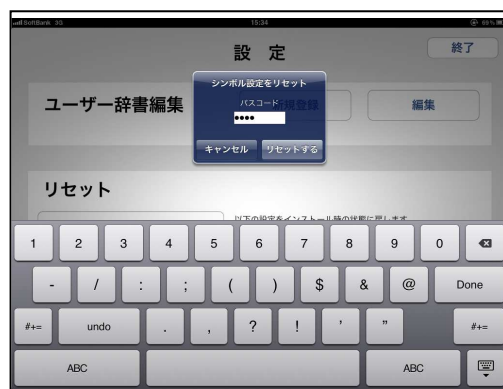 SoftBank 3G 15:34 69%
設 定
終了
シンボル設定をリセット
ユーザー辞書編集
パスコード
新規登録
編集
キャンセル リセットする
リセット
以下の設定をインストール時の状態に戻します
1 2 3 4 5 6 7 8 9 0
- / : ; ( ) $ & @ Done
#+= undo . , ? ! ' " #+=
ABC ABC